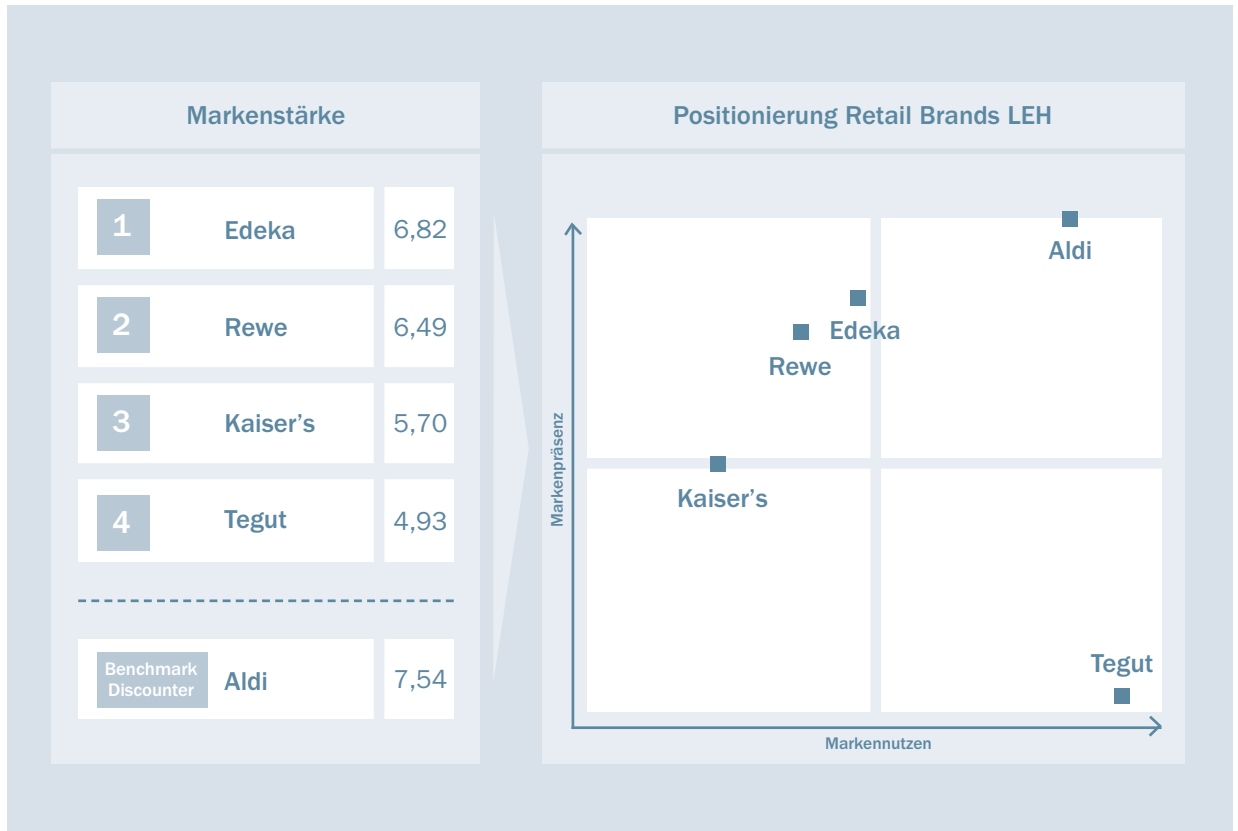 Markenstärke
1 Edeka 6,82
2 Rewe 6,49
3 Kaiser’s 5,70
4 Tegut 4,93
Benchmark
Discounter
Aldi 7,54
Positionierung Retail Brands LEH
Markenpräsenz
Aldi
Edeka
Rewe
Kaiser’s
Tegut
Markennutzen